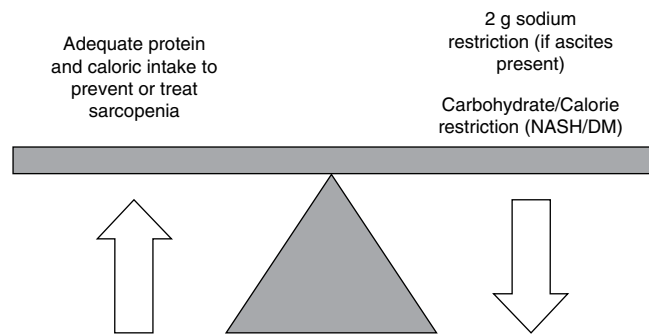 Adequate protein
and caloric intake to
prevent or treat
sarcopenia
2 g sodium
restriction (if ascites
present)
Carbohydrate/Calorie
restriction (NASH/DM)